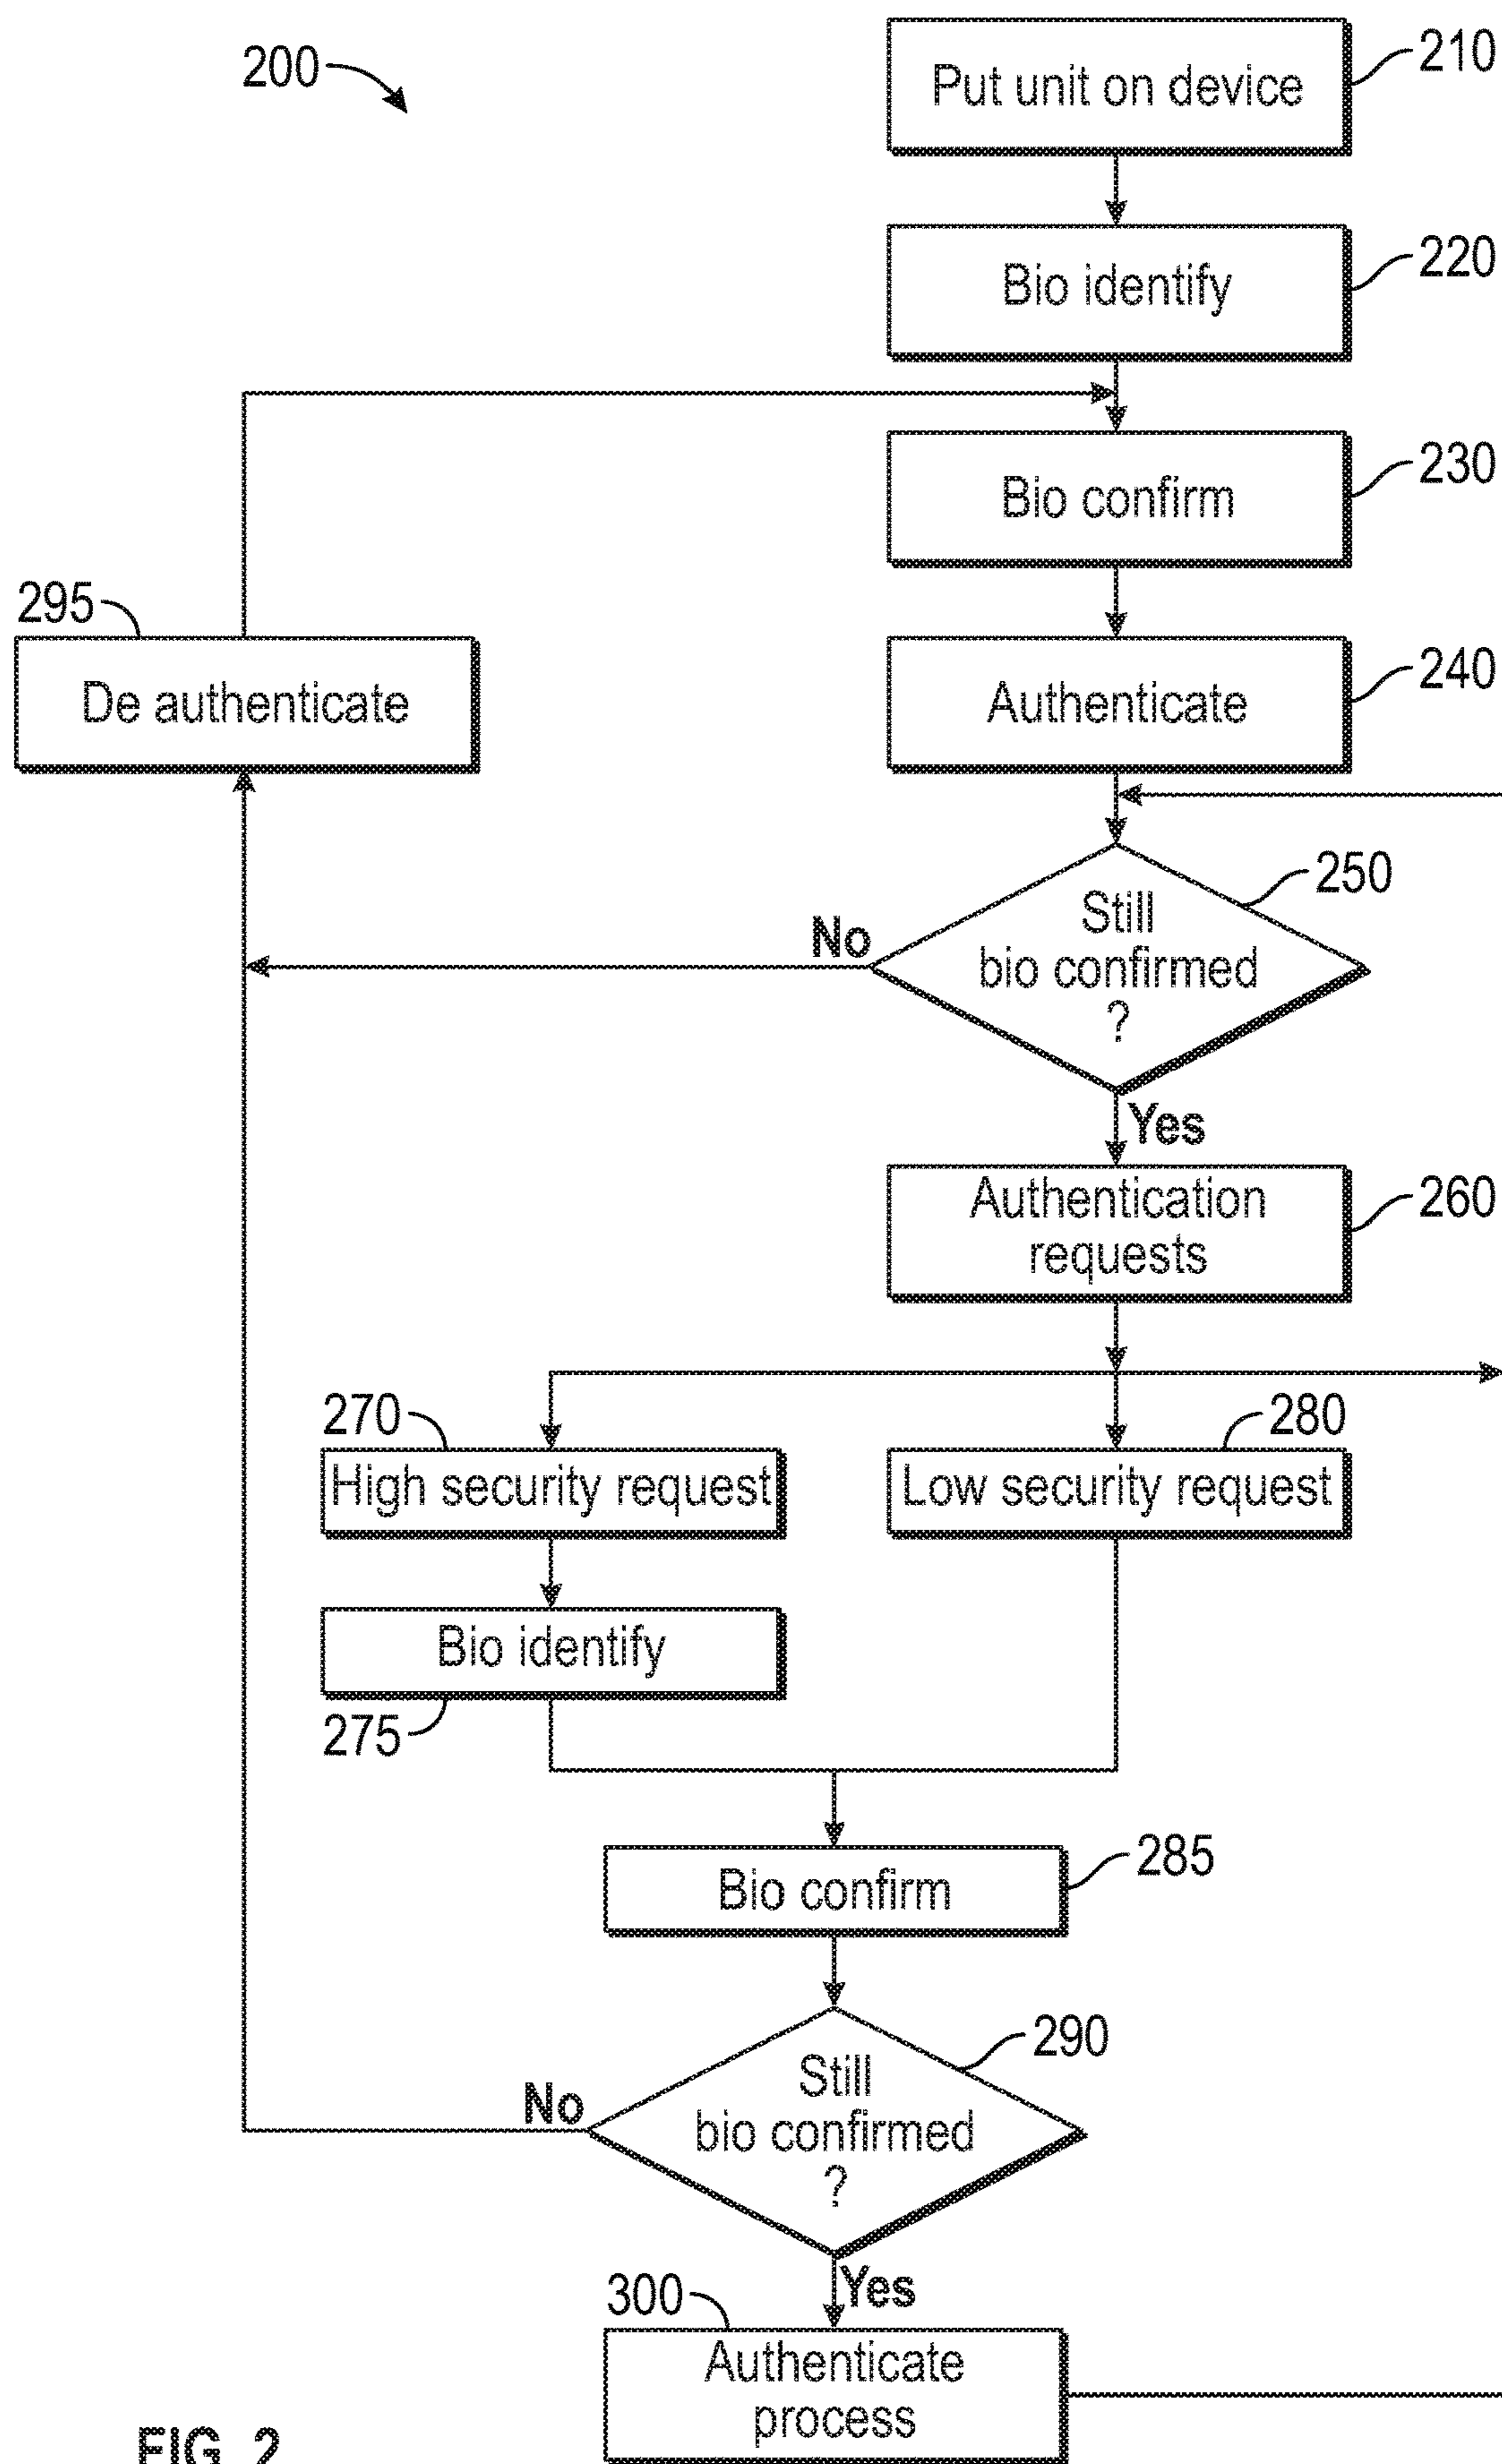 200
Put unit on device
210
Bio identify
220
Bio confirm
230
295
De authenticate
Authenticate
240
Still
bio confirmed
?
250
No
Yes
Authentication
requests
260
270
High security request
280
Low security request
Bio identify
275
Bio confirm
285
Still
bio confirmed
?
290
No
Yes
300
Authenticate
process
FIG. 2